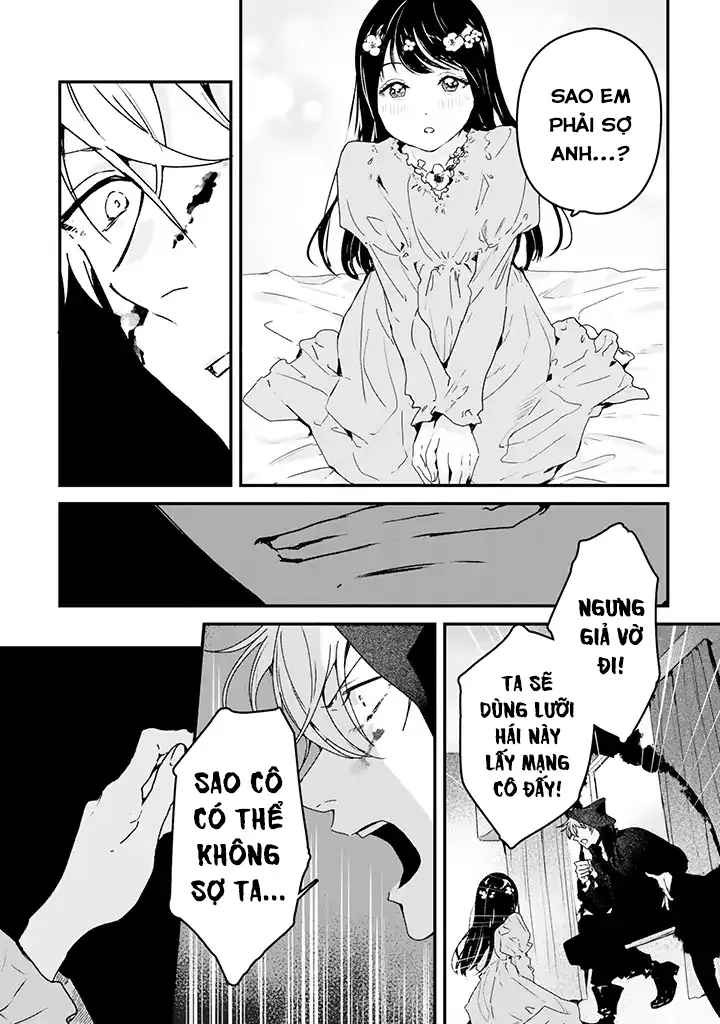 SAO EM
PHẢI SỢ
ANH...?
NGƯNG
GIẢ VỜ
ĐI!
TA SẼ
DÙNG LƯỠI
HÁI NÀY
LẤY MẠNG
CÔ ĐẤY!
SAO CÔ
CÓ THỂ
KHÔNG
SỢ TA...